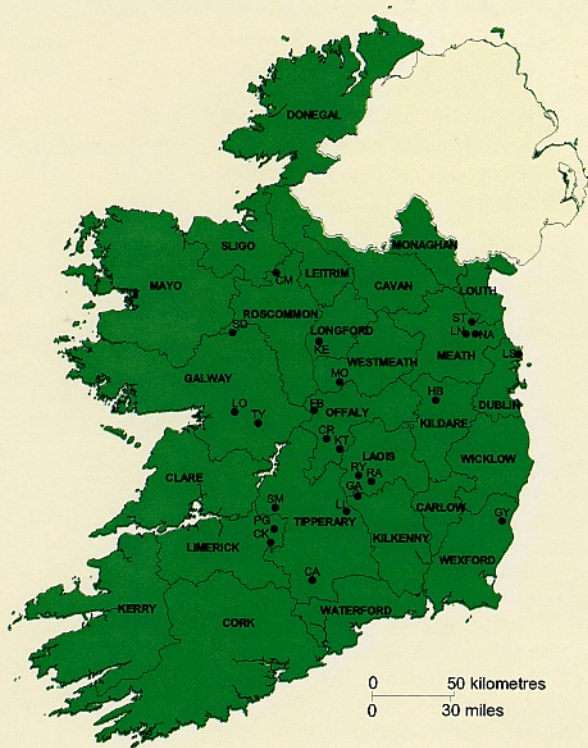 DONEGAL
SLIGO
MONAGHAN
CM
LEITRIM
MAYO
CAVAN
LOUTH
ROSCOMMON
ST
SD
LONGFORD
LN
NA
KE
MEATH
LS
WESTMEATH
MO
GALWAY
HB
LO
FB
OFFALY
DUBLIN
TY
KILDARE
CR
KT
LAOIS
WICKLOW
RY
RA
CLARE
GA
SM
LI
CARLOW
GY
PG
TIPPERARY
CK
KILKENNY
LIMERICK
WEXFORD
CA
KERRY
WATERFORD
CORK
0 50 kilometres
0 30 miles